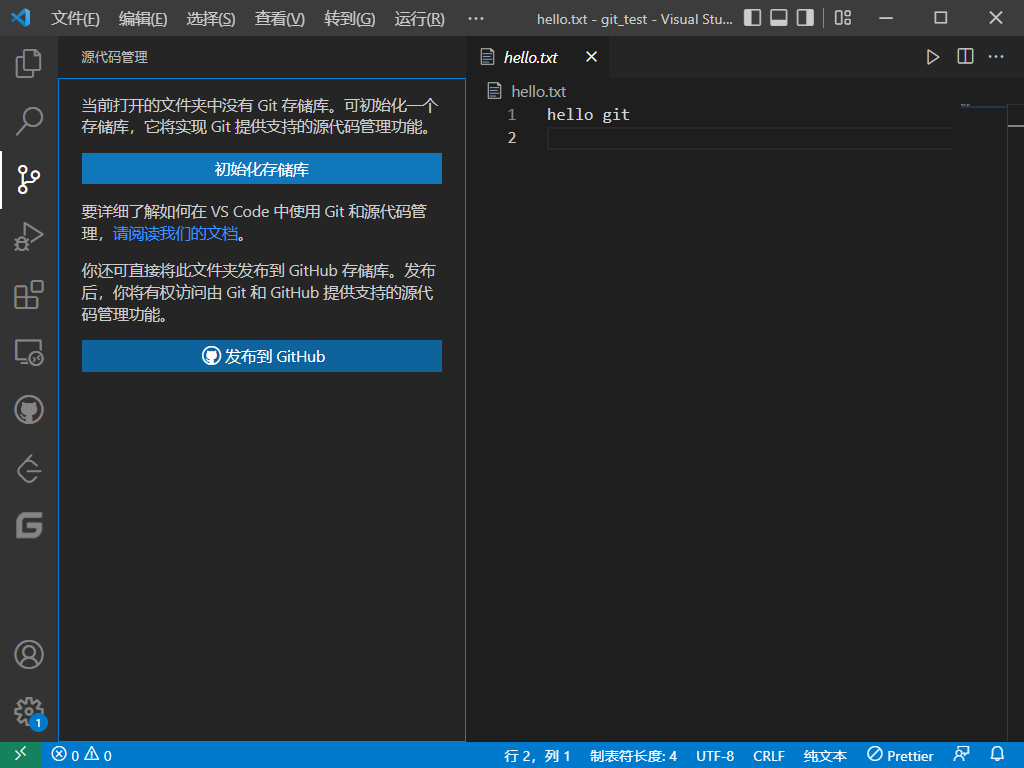 文件(F) 编辑(E) 选择(S) 查看(V) 转到(G) 运行(R) ··· hello.txt - git_test - Visual Stu...
源代码管理
当前打开的文件夹中没有 Git 存储库。可初始化一个
存储库，它将实现 Git 提供支持的源代码管理功能。
初始化存储库
要详细了解如何在 VS Code 中使用 Git 和源代码管
理，请阅读我们的文档。
你还可直接将此文件夹发布到 GitHub 存储库。发布
后，你将有权访问由 Git 和 GitHub 提供支持的源代
码管理功能。
发布到 GitHub
hello.txt
hello.txt
1 hello git
2
1
0 0 行 2，列 1 制表符长度: 4 UTF-8 CRLF 纯文本 Prettier